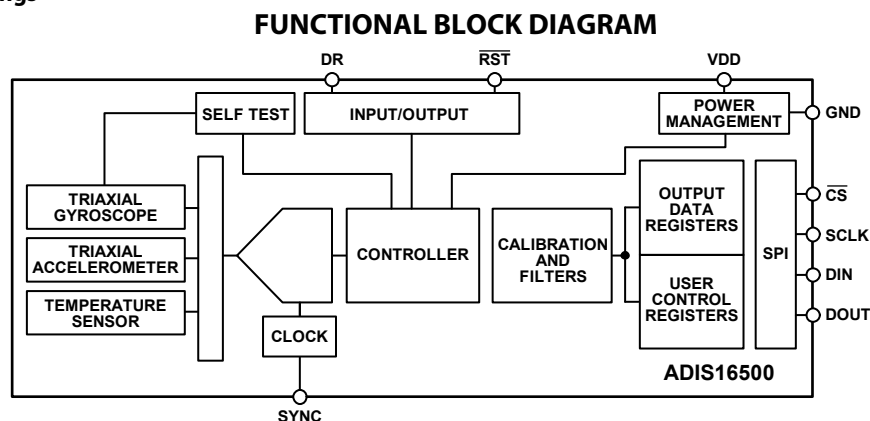 FUNCTIONAL BLOCK DIAGRAM
DR
RST
VDD
SELF TEST
INPUT/OUTPUT
POWER
MANAGEMENT
GND
TRIAXIAL
GYROSCOPE
TRIAXIAL
ACCELEROMETER
TEMPERATURE
SENSOR
CLOCK
CONTROLLER
CALIBRATION
AND
FILTERS
OUTPUT
DATA
REGISTERS
USER
CONTROL
REGISTERS
SPI
CS
SCLK
DIN
DOUT
ADIS16500
SYNC